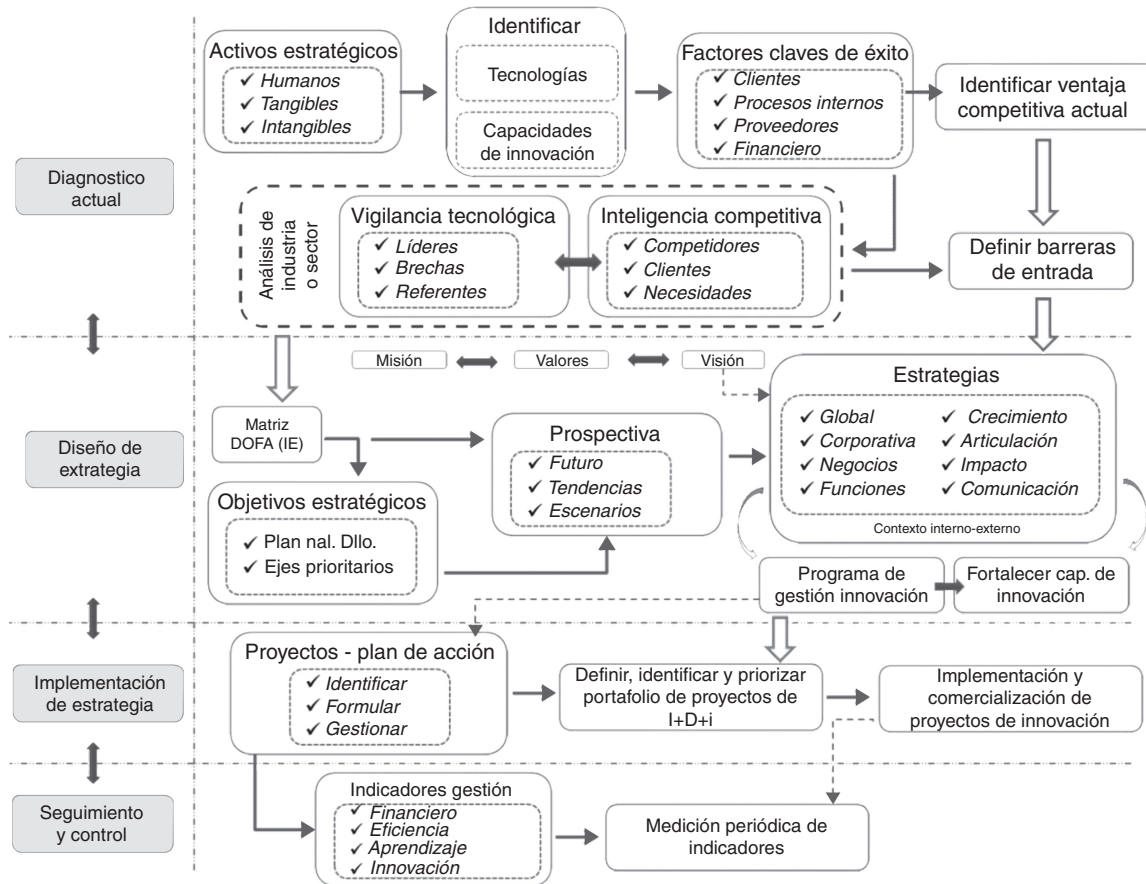 Diagnostico
actual
Activos estratégicos
✓ Humanos
✓ Tangibles
✓ Intangibles
Identificar
Tecnologías
Capacidades
de innovación
Factores claves de éxito
✓ Clientes
✓ Procesos internos
✓ Proveedores
✓ Financiero
Identificar ventaja
competitiva actual
Análisis de
industria
o sector
Vigilancia tecnológica
✓ Líderes
✓ Brechas
✓ Referentes
Inteligencia competitiva
✓ Competidores
✓ Clientes
✓ Necesidades
Definir barreras
de entrada
Diseño de
extrategia
Misión
Valores
Visión
Matriz
DOFA (IE)
Objetivos estratégicos
✓ Plan nal. Dllo.
✓ Ejes prioritarios
Prospectiva
✓ Futuro
✓ Tendencias
✓ Escenarios
Estrategias
✓ Global
✓ Corporativa
✓ Negocios
✓ Funciones
✓ Crecimiento
✓ Articulación
✓ Impacto
✓ Comunicación
Contexto interno-externo
Programa de
gestión innovación
Fortalecer cap. de
innovación
Implementación
de estrategia
Proyectos - plan de acción
✓ Identificar
✓ Formular
✓ Gestionar
Definir, identificar y priorizar
portafolio de proyectos de
I+D+i
Implementación y
comercialización de
proyectos de innovación
Seguimiento
y control
Indicadores gestión
✓ Financiero
✓ Eficiencia
✓ Aprendizaje
✓ Innovación
Medición periódica de
indicadores